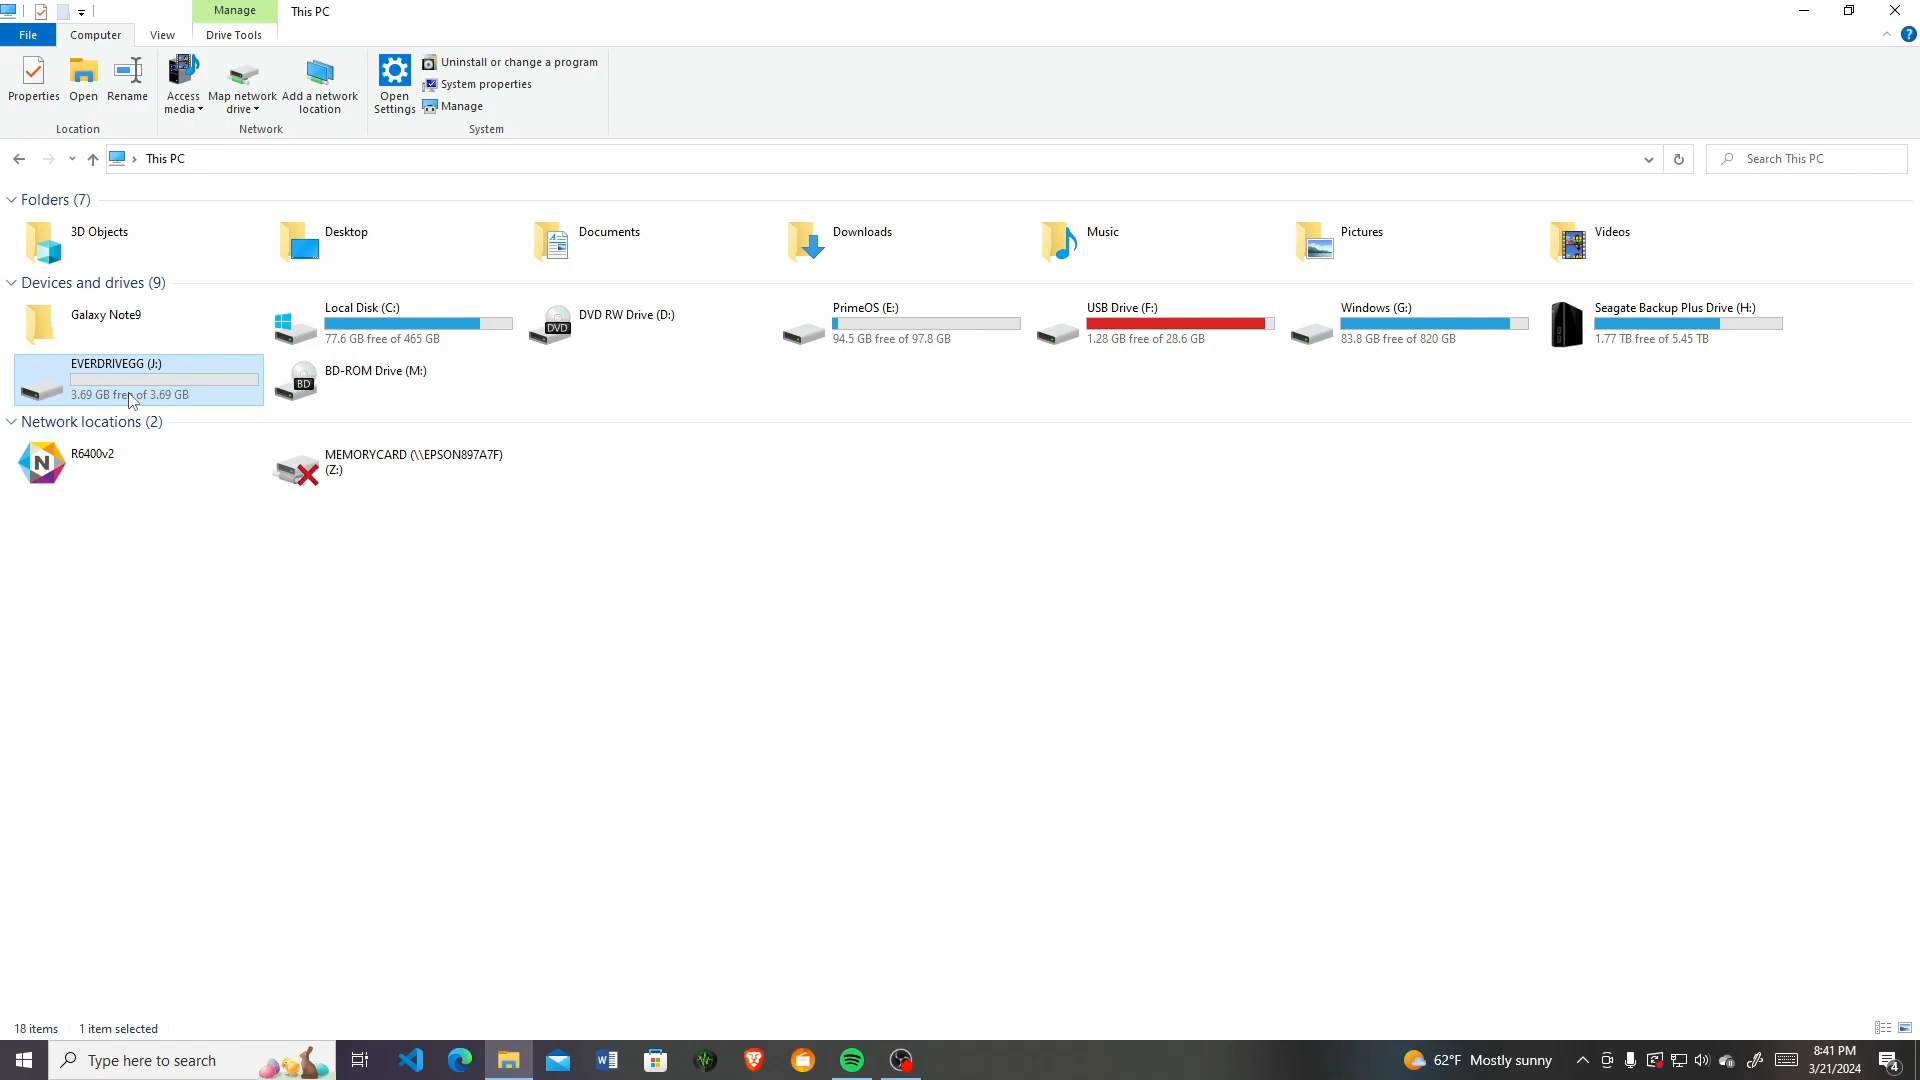 Manage
This PC
File
Computer
View
Drive Tools
Properties
Open
Rename
Access media
Map network drive
Add a network location
Open Settings
Uninstall or change a program
System properties
Manage
Location
Network
System
This PC
Search This PC
Folders (7)
3D Objects
Desktop
Documents
Downloads
Music
Pictures
Videos
Devices and drives (9)
Galaxy Note9
Local Disk (C:)
77.6 GB free of 465 GB
DVD RW Drive (D:)
DVD
PrimeOS (E:)
94.5 GB free of 97.8 GB
USB Drive (F:)
1.28 GB free of 28.6 GB
Windows (G:)
83.8 GB free of 820 GB
Seagate Backup Plus Drive (H:)
1.77 TB free of 5.45 TB
EVERDRIVEGG (J:)
3.69 GB free of 3.69 GB
BD-ROM Drive (M:)
BD
Network locations (2)
N
R6400v2
MEMORYCARD (\\EPSON897A7F)
(Z:)
18 items
1 item selected
Type here to search
62°F Mostly sunny
8:41 PM
3/21/2024
4